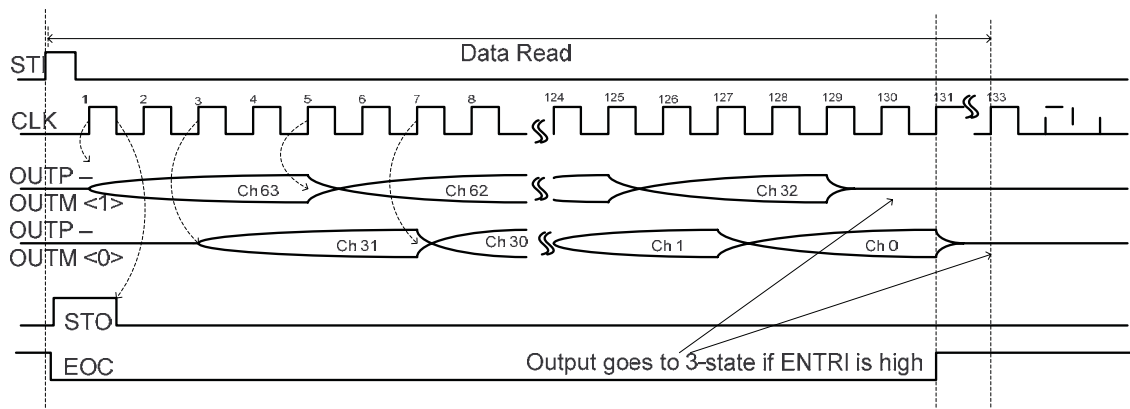 Data Read
STI
1 2 3 4 5 6 7 8 124 125 126 127 128 129 130 131 133
CLK
OUTP –
OUTM <1>
Ch 63 Ch 62 Ch 32
OUTP –
OUTM <0>
Ch 31 Ch 30 Ch 1 Ch 0
STO
EOC
Output goes to 3-state if ENTRI is high